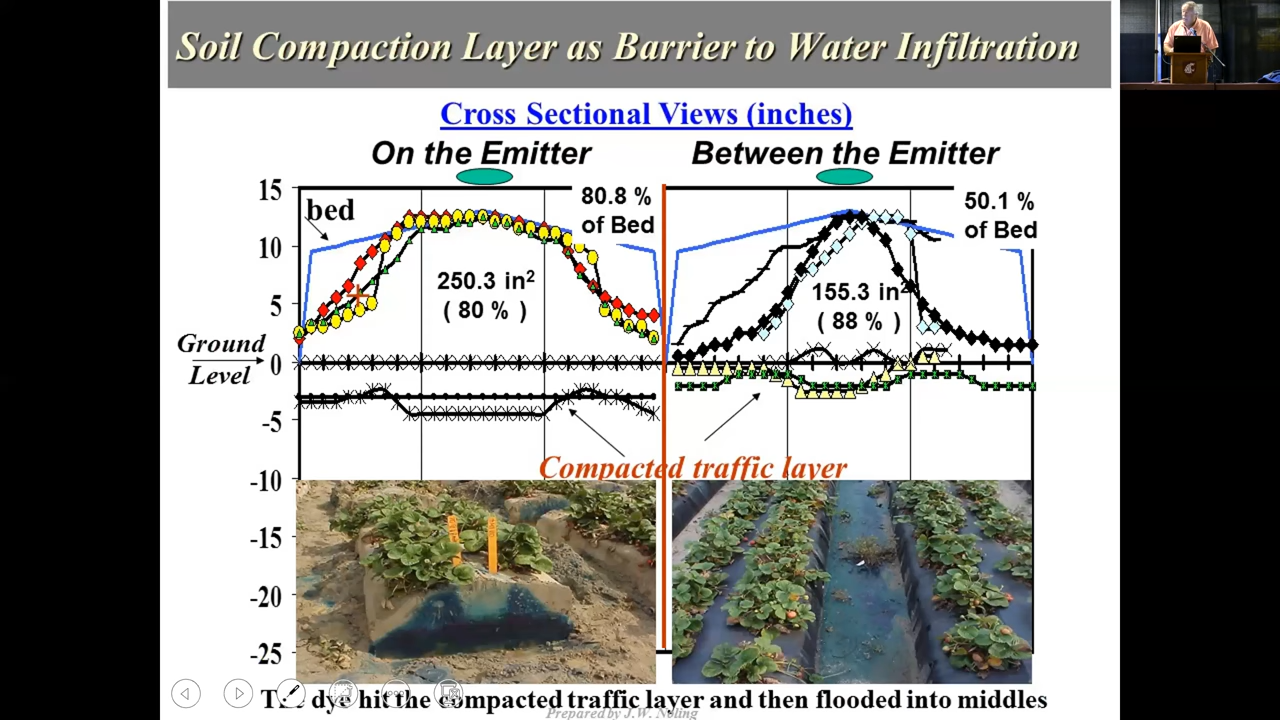 Soil Compaction Layer as Barrier to Water Infiltration
Cross Sectional Views (inches)
On the Emitter
Between the Emitter
15
10
5
0
-5
-10
-15
-20
-25
bed
80.8 %
of Bed
50.1 %
of Bed
250.3 in²
( 80 % )
155.3 in²
( 88 % )
Ground
Level
Compacted traffic layer
The dye hit the compacted traffic layer and then flooded into middles
Prepared by J.W. Noling